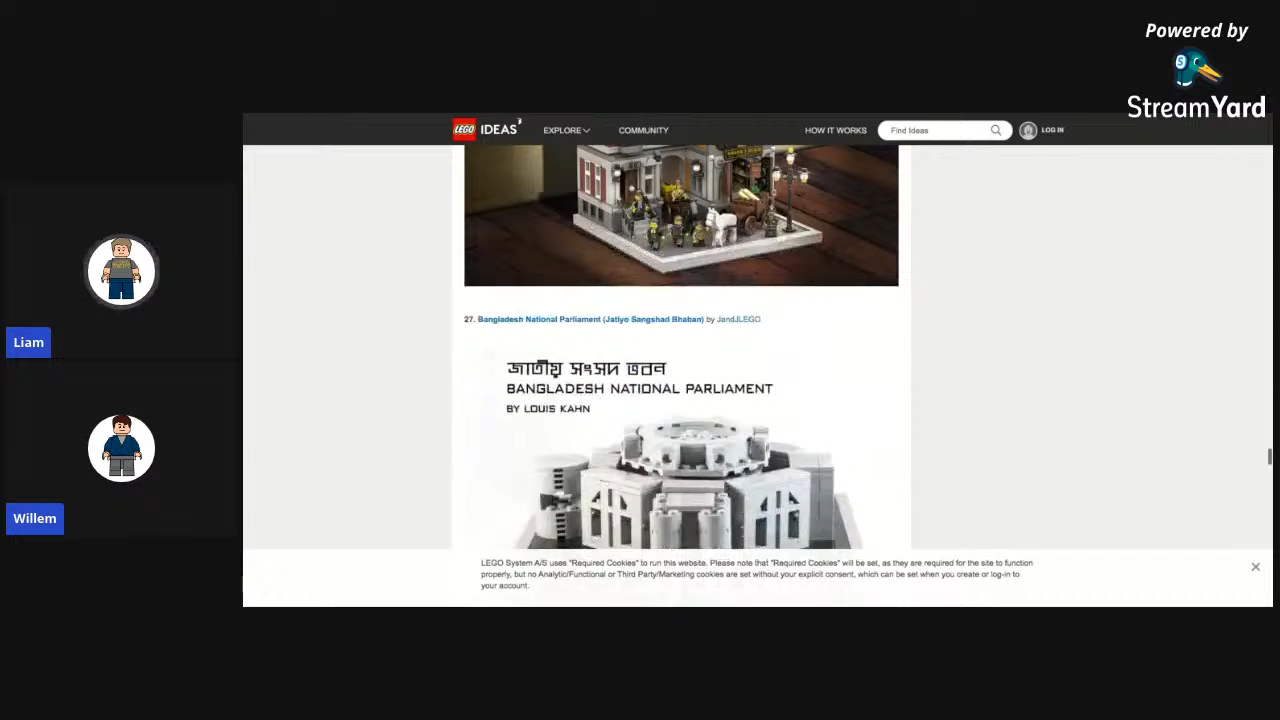 Powered by
StreamYard
LEGO IDEAS
EXPLORE
COMMUNITY
HOW IT WORKS
Find Ideas
LOG IN
27. Bangladesh National Parliament (Jatiyo Sangshad Bhaban) by JandJLEGO
জাতীয় সংসদ ভবন
BANGLADESH NATIONAL PARLIAMENT
BY LOUIS KAHN
Liam
Willem
LEGO System A/S uses "Required Cookies" to run this website. Please note that "Required Cookies" will be set, as they are required for the site to function
properly, but no Analytic/Functional or Third Party/Marketing cookies are set without your explicit consent, which can be set when you create or log-in to
your account.